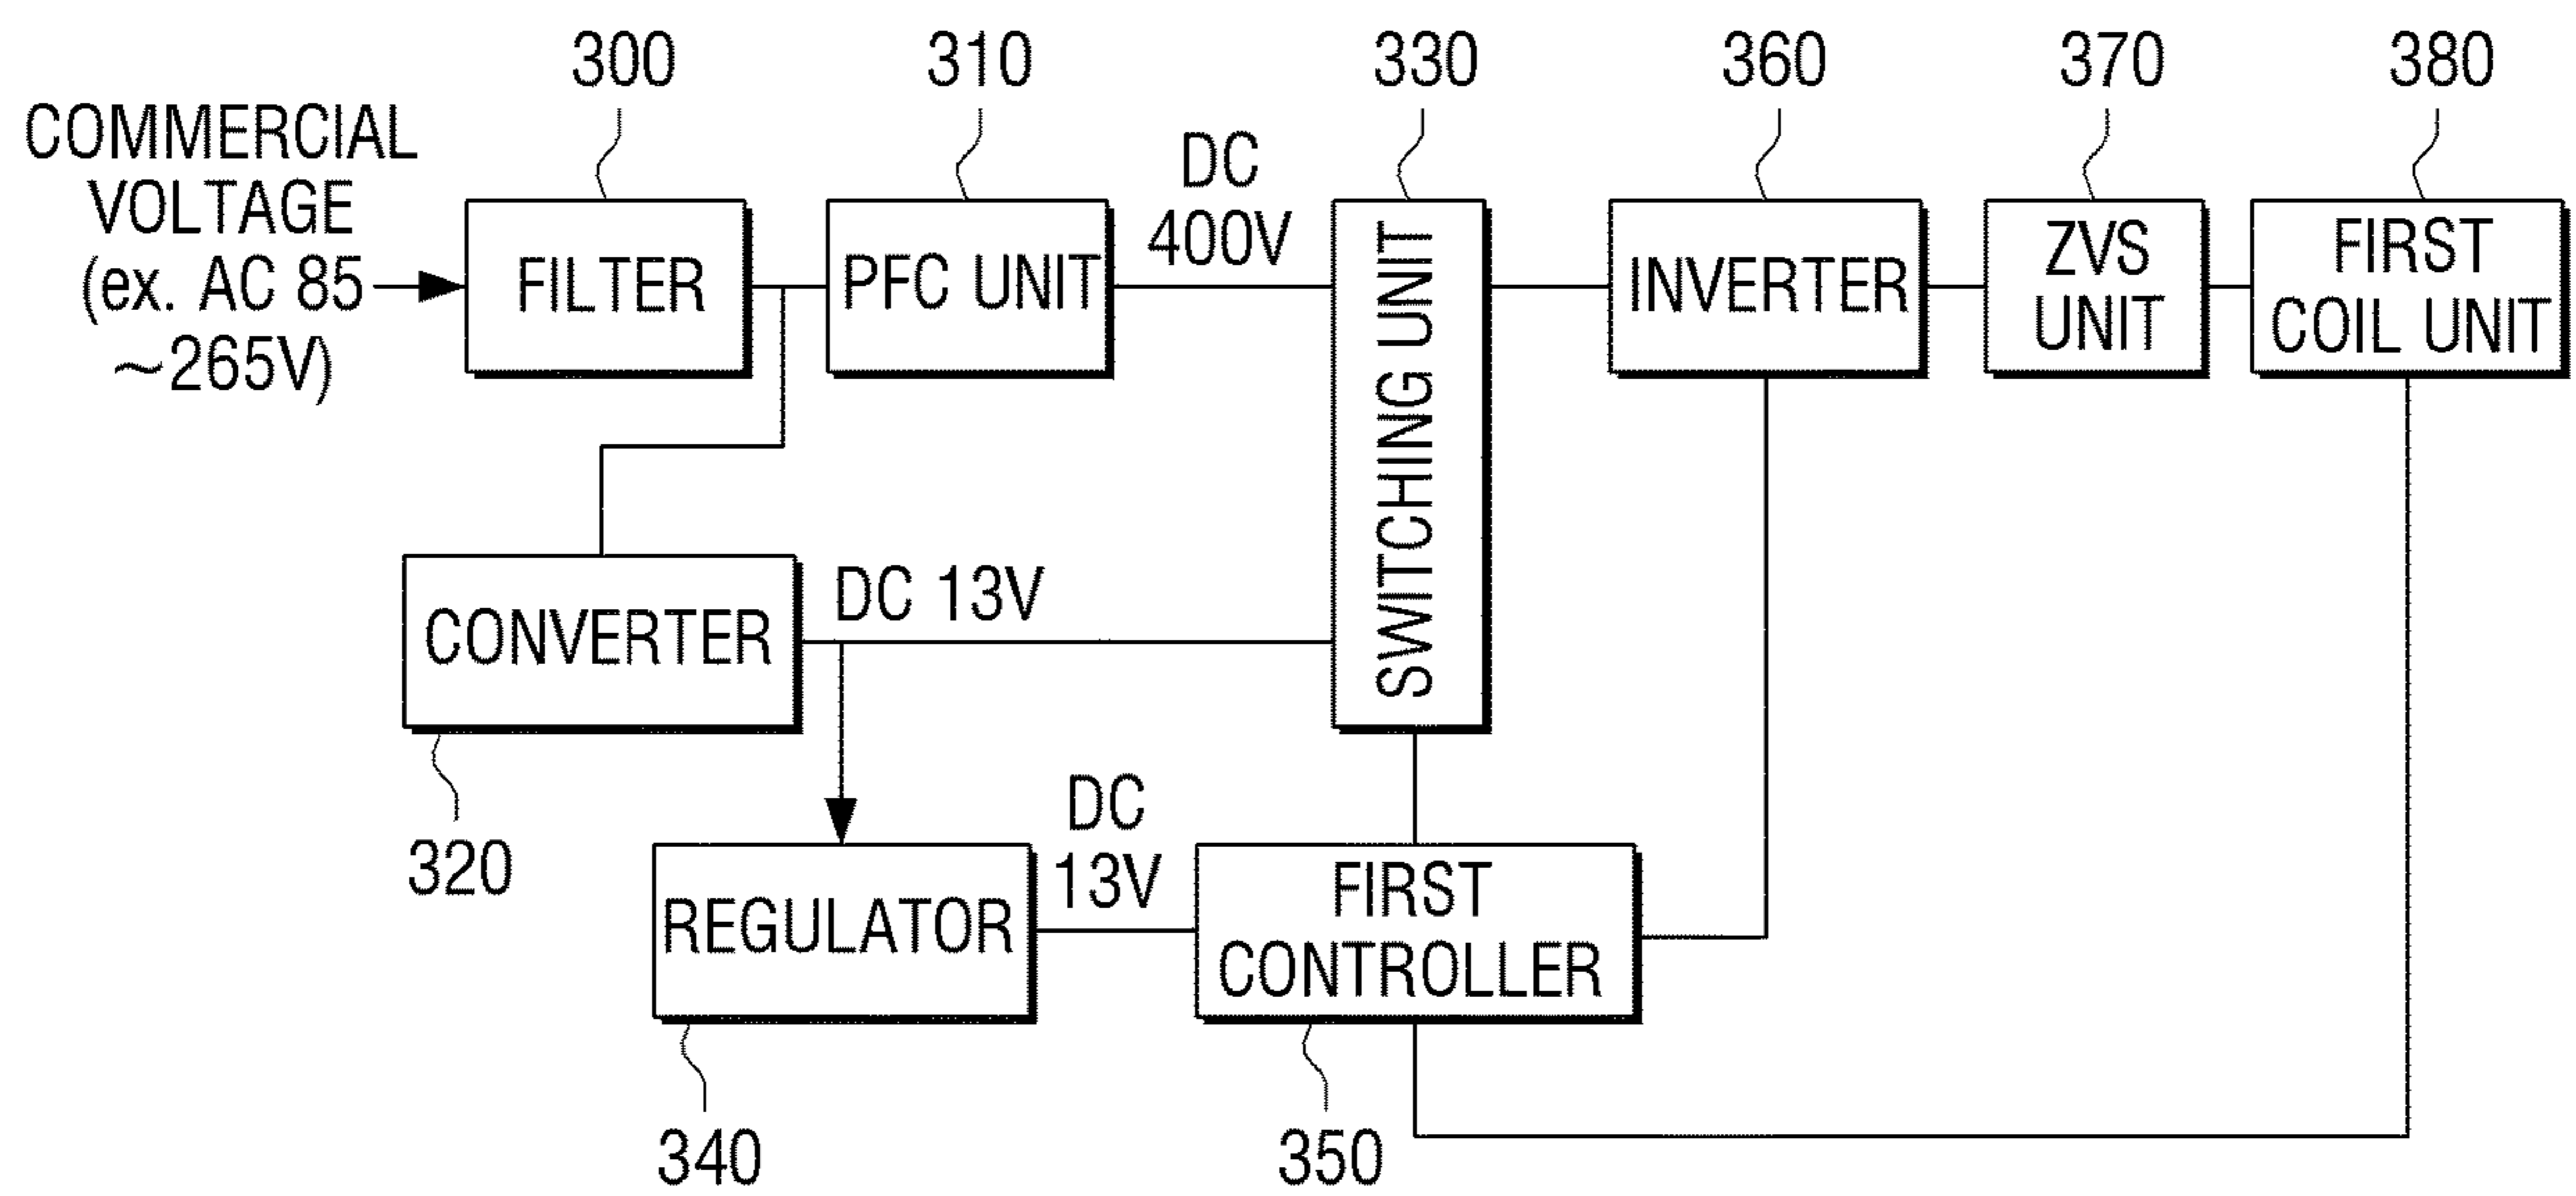 300
310
330
360
370
380
COMMERCIAL
VOLTAGE
(ex. AC 85
~265V)
FILTER
PFC UNIT
DC
400V
SWITCHING UNIT
INVERTER
ZVS
UNIT
FIRST
COIL UNIT
CONVERTER
DC 13V
320
REGULATOR
DC
13V
FIRST
CONTROLLER
340
350